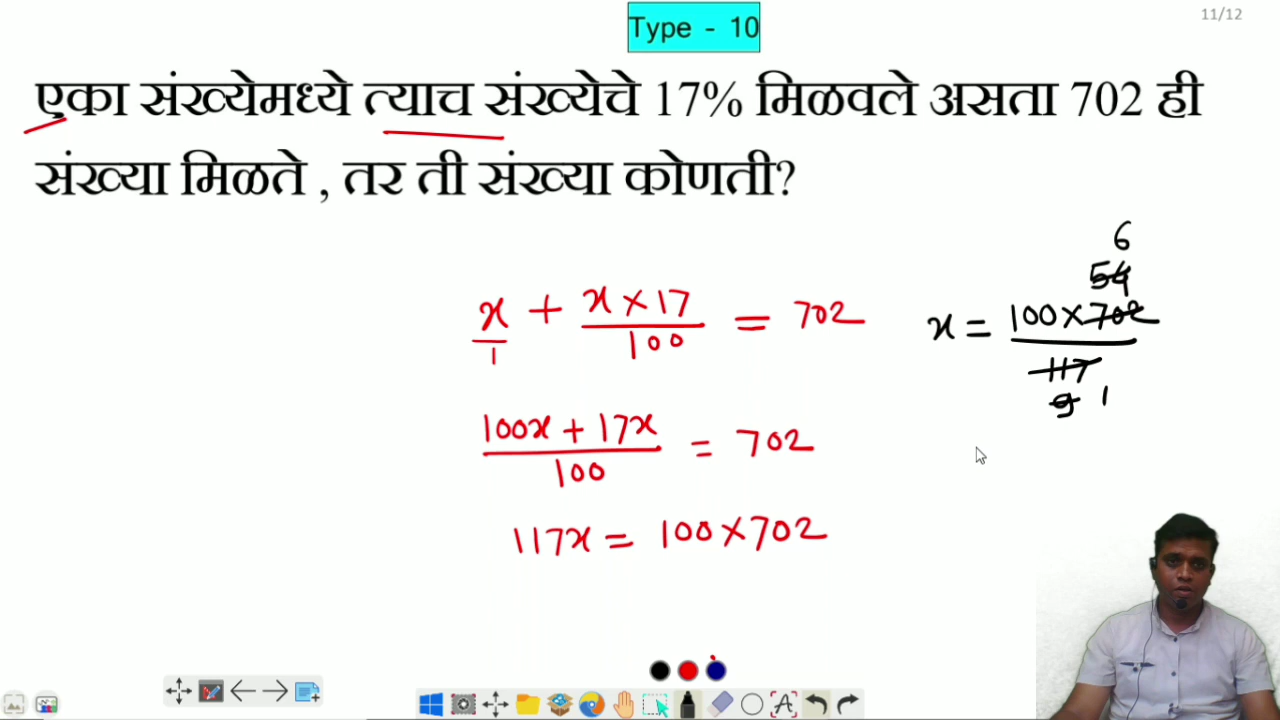 11/12
Type - 10
एका संख्येमध्ये त्याच संख्येचे 17% मिळवले असता 702 ही
संख्या मिळते , तर ती संख्या कोणती?
x/1 + x × 17/100 = 702
100x + 17x/100 = 702
117x = 100 × 702
6
54
x = 100 × 702
117
9 1